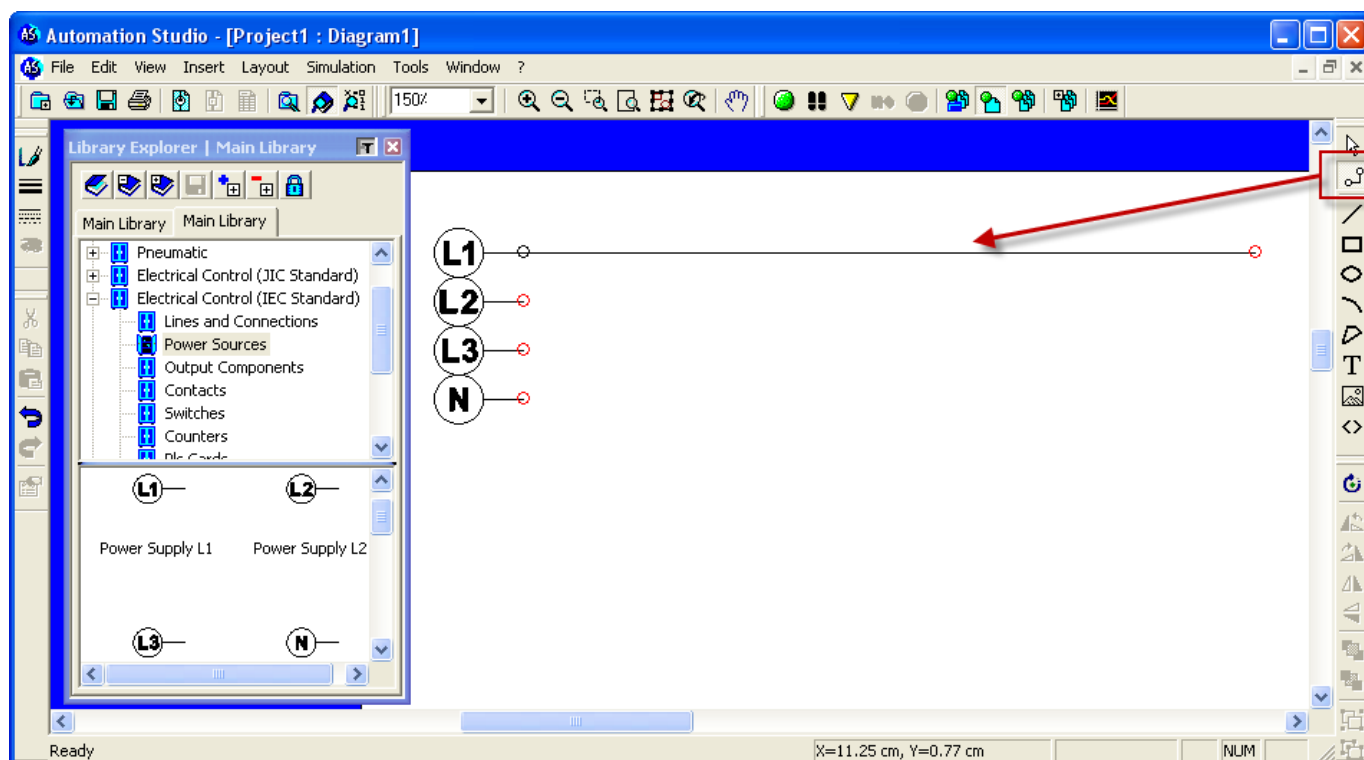 Automation Studio - [Project1 : Diagram1]
File Edit View Insert Layout Simulation Tools Window ?
150%
Library Explorer | Main Library
Main Library Main Library
Pneumatic
Electrical Control (JIC Standard)
Electrical Control (IEC Standard)
Lines and Connections
Power Sources
Output Components
Contacts
Switches
Counters
Plc Cards
L1 L2
Power Supply L1 Power Supply L2
L3 N
L1
L2
L3
N
T
Ready X=11.25 cm, Y=0.77 cm NUM